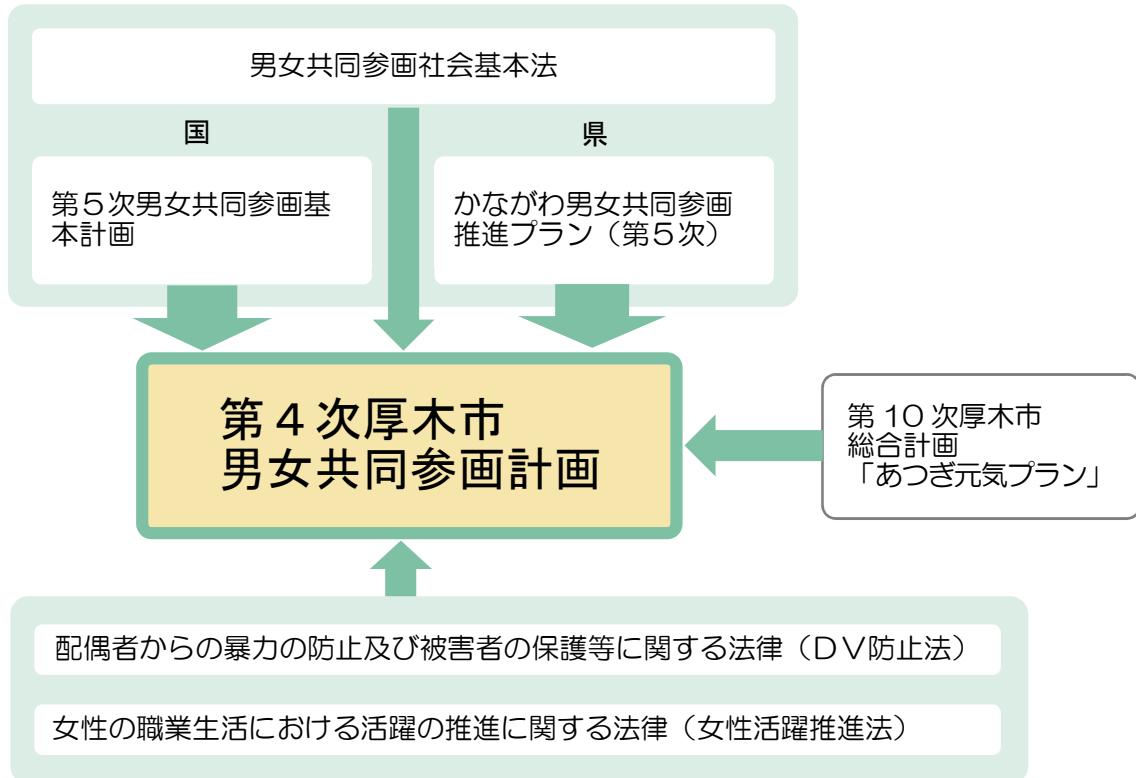 男女共同参画社会基本法
国
県
第5次男女共同参画基
本計画
かながわ男女共同参画
推進プラン（第5次）
第4次厚木市
男女共同参画計画
第10次厚木市
総合計画
「あつぎ元気プラン」
配偶者からの暴力の防止及び被害者の保護等に関する法律（DV防止法）
女性の職業生活における活躍の推進に関する法律（女性活躍推進法）